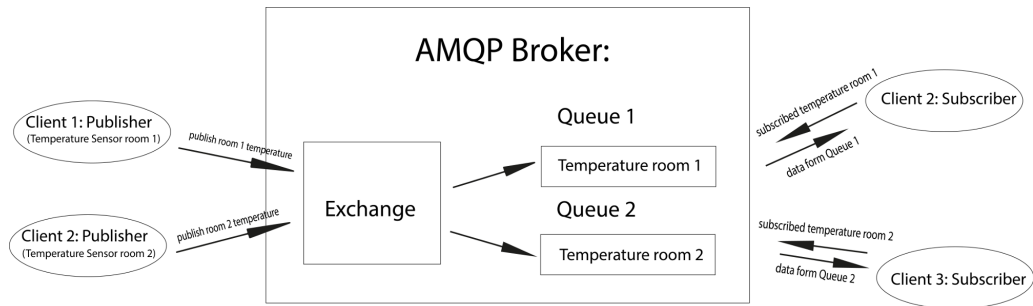 AMQP Broker:
Client 1: Publisher
(Temperature Sensor room 1)
publish room 1 temperature
Client 2: Publisher
(Temperature Sensor room 2)
publish room 2 temperature
Exchange
Queue 1
Temperature room 1
Queue 2
Temperature room 2
subscribed temperature room 1
data form Queue 1
Client 2: Subscriber
subscribed temperature room 2
data form Queue 2
Client 3: Subscriber